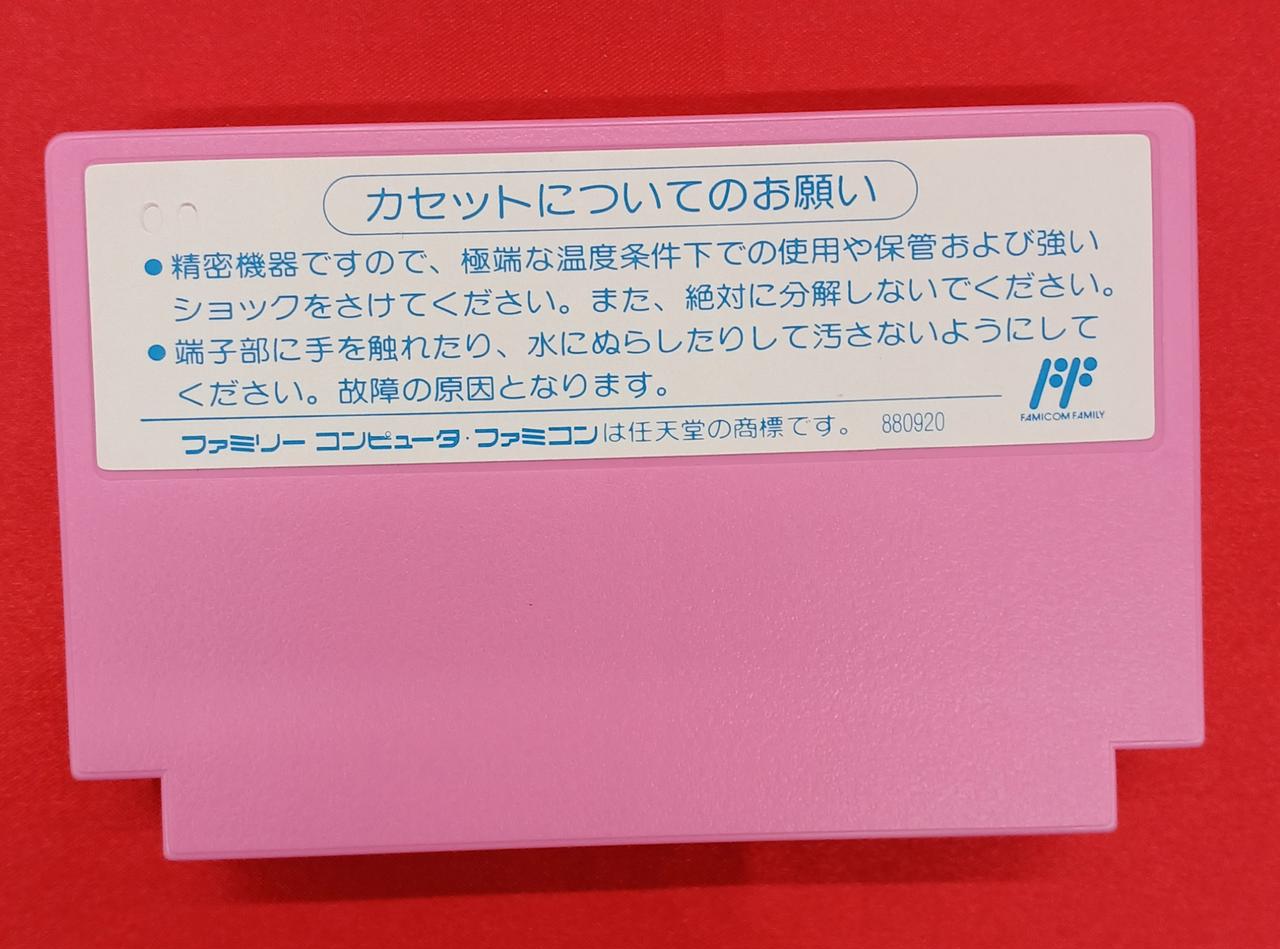 カセットについてのお願い
●精密機器ですので、極端な温度条件下での使用や保管および強い
ショックをさけてください。また、絶対に分解しないでください。
●端子部に手を触れたり、水にぬらしたりして汚さないようにして
ください。故障の原因となります。
FAMICOM FAMILY
ファミリー コンピュータ・ファミコンは任天堂の商標です。 880920